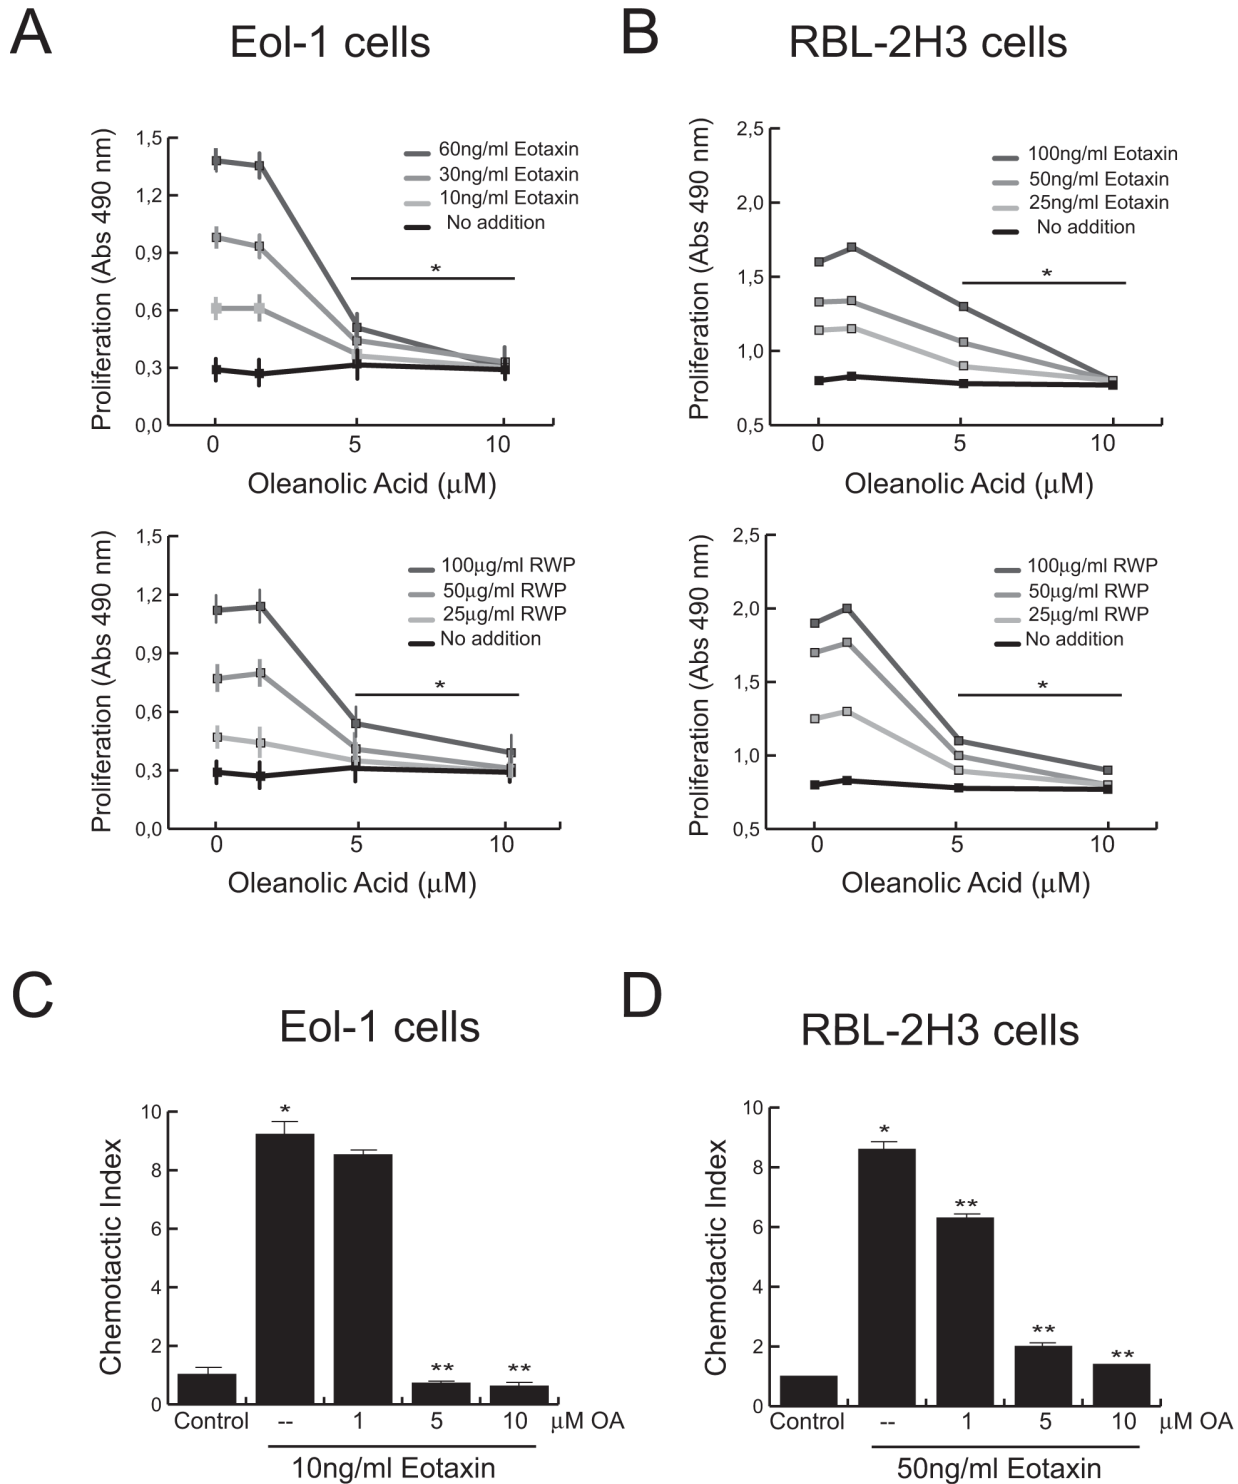 A
Eol-1 cells
Proliferation (Abs 490 nm)
1,5
1,2
0,9
0,6
0,3
0,0
60ng/ml Eotaxin
30ng/ml Eotaxin
10ng/ml Eotaxin
No addition
*
0 5 10
Oleanolic Acid (μM)
Proliferation (Abs 490 nm)
1,5
1,2
0,9
0,6
0,3
0,0
100μg/ml RWP
50μg/ml RWP
25μg/ml RWP
No addition
*
0 5 10
Oleanolic Acid (μM)
B
RBL-2H3 cells
Proliferation (Abs 490 nm)
2,5
2,0
1,5
1,0
0,5
100ng/ml Eotaxin
50ng/ml Eotaxin
25ng/ml Eotaxin
No addition
*
0 5 10
Oleanolic Acid (μM)
Proliferation (Abs 490 nm)
2,5
2,0
1,5
1,0
0,5
100μg/ml RWP
50μg/ml RWP
25μg/ml RWP
No addition
*
0 5 10
Oleanolic Acid (μM)
C
Eol-1 cells
Chemotactic Index
10
8
6
4
2
0
*
** **
Control -- 1 5 10 μM OA
10ng/ml Eotaxin
D
RBL-2H3 cells
Chemotactic Index
10
8
6
4
2
0
*
**
**
**
Control -- 1 5 10 μM OA
50ng/ml Eotaxin